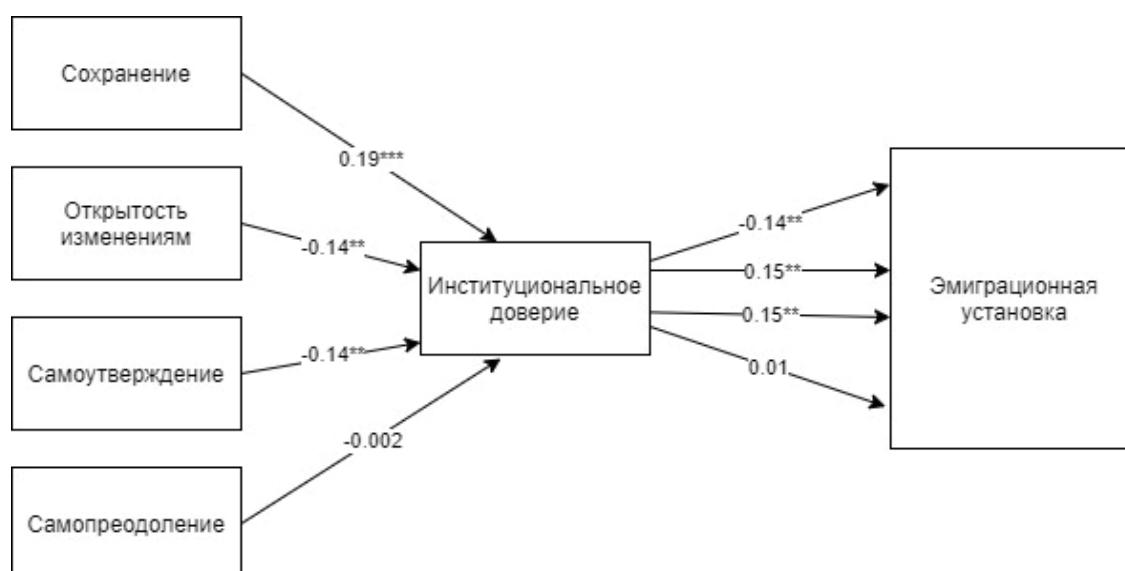 Сохранение
0.19***
Открытость
изменениям
-0.14**
-0.14**
0.15**
Институциональное
доверие
Эмиграционная
установка
0.15**
Самоутверждение
-0.14**
0.01
-0.002
Самопреодоление